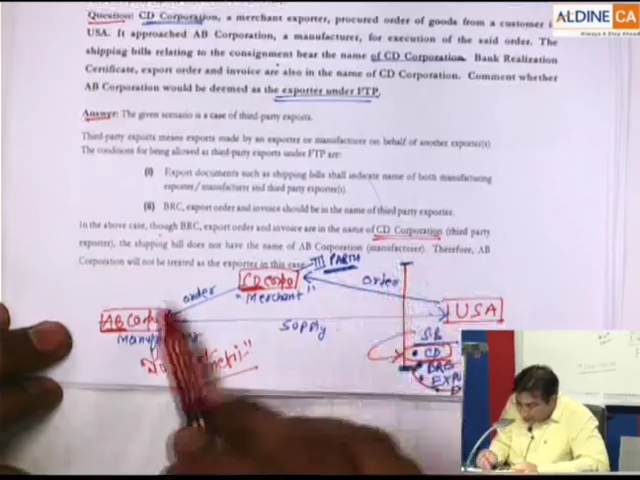 Question: CD Corporation, a merchant exporter, procured order of goods from a customer
USA. It approached AB Corporation, a manufacturer, for execution of the said order. The
shipping bills relating to the consignment bear the name of CD Corporation. Bank Realization
Certificate, export order and invoice are also in the name of CD Corporation. Comment whether
AB Corporation would be deemed as the exporter under FTP.
Answer: The given scenario is a case of third-party exports.
Third-party exports means exports made by an exporter or manufacturer on behalf of another exporter(s)
The conditions for being allowed as third-party exports under FTP are:
(i) Export documents such as shipping bills shall indicate name of both manufacturing
exporter/manufacturer and third party exporter(s).
(ii) BRC, export order and invoice should be in the name of third party exporter.
In the above case, though BRC, export order and invoice are in the name of CD Corporation (third party
exporter), the shipping bill does not have the name of AB Corporation (manufacturer). Therefore, AB
Corporation will not be treated as the exporter in this case.
III PARTY
CD Corpo
order
order
"Merchant"
USA
AB Corpo
Supply
SB
• CD
• BRC
ALDINE CA
Always A Step Ahead